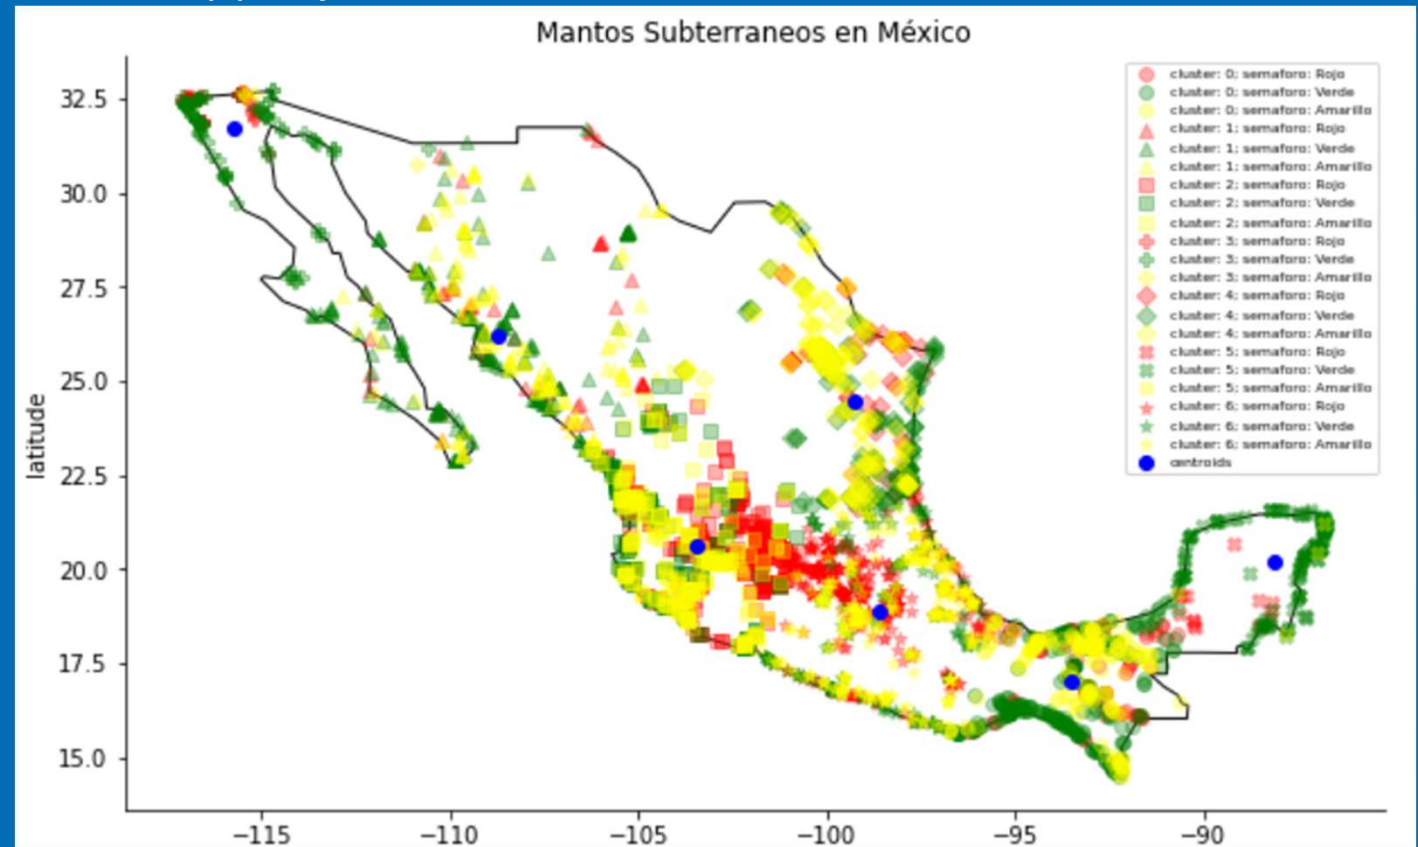 Mantos Subterraneos en México
cluster: 0; semaforo: Rojo
cluster: 0; semaforo: Verde
cluster: 0; semaforo: Amarillo
cluster: 1; semaforo: Rojo
cluster: 1; semaforo: Verde
cluster: 1; semaforo: Amarillo
cluster: 2; semaforo: Rojo
cluster: 2; semaforo: Verde
cluster: 2; semaforo: Amarillo
cluster: 3; semaforo: Rojo
cluster: 3; semaforo: Verde
cluster: 3; semaforo: Amarillo
cluster: 4; semaforo: Rojo
cluster: 4; semaforo: Verde
cluster: 4; semaforo: Amarillo
cluster: 5; semaforo: Rojo
cluster: 5; semaforo: Verde
cluster: 5; semaforo: Amarillo
cluster: 6; semaforo: Rojo
cluster: 6; semaforo: Verde
cluster: 6; semaforo: Amarillo
centroids
latitude
32.5
30.0
27.5
25.0
22.5
20.0
17.5
15.0
−115 −110 −105 −100 −95 −90